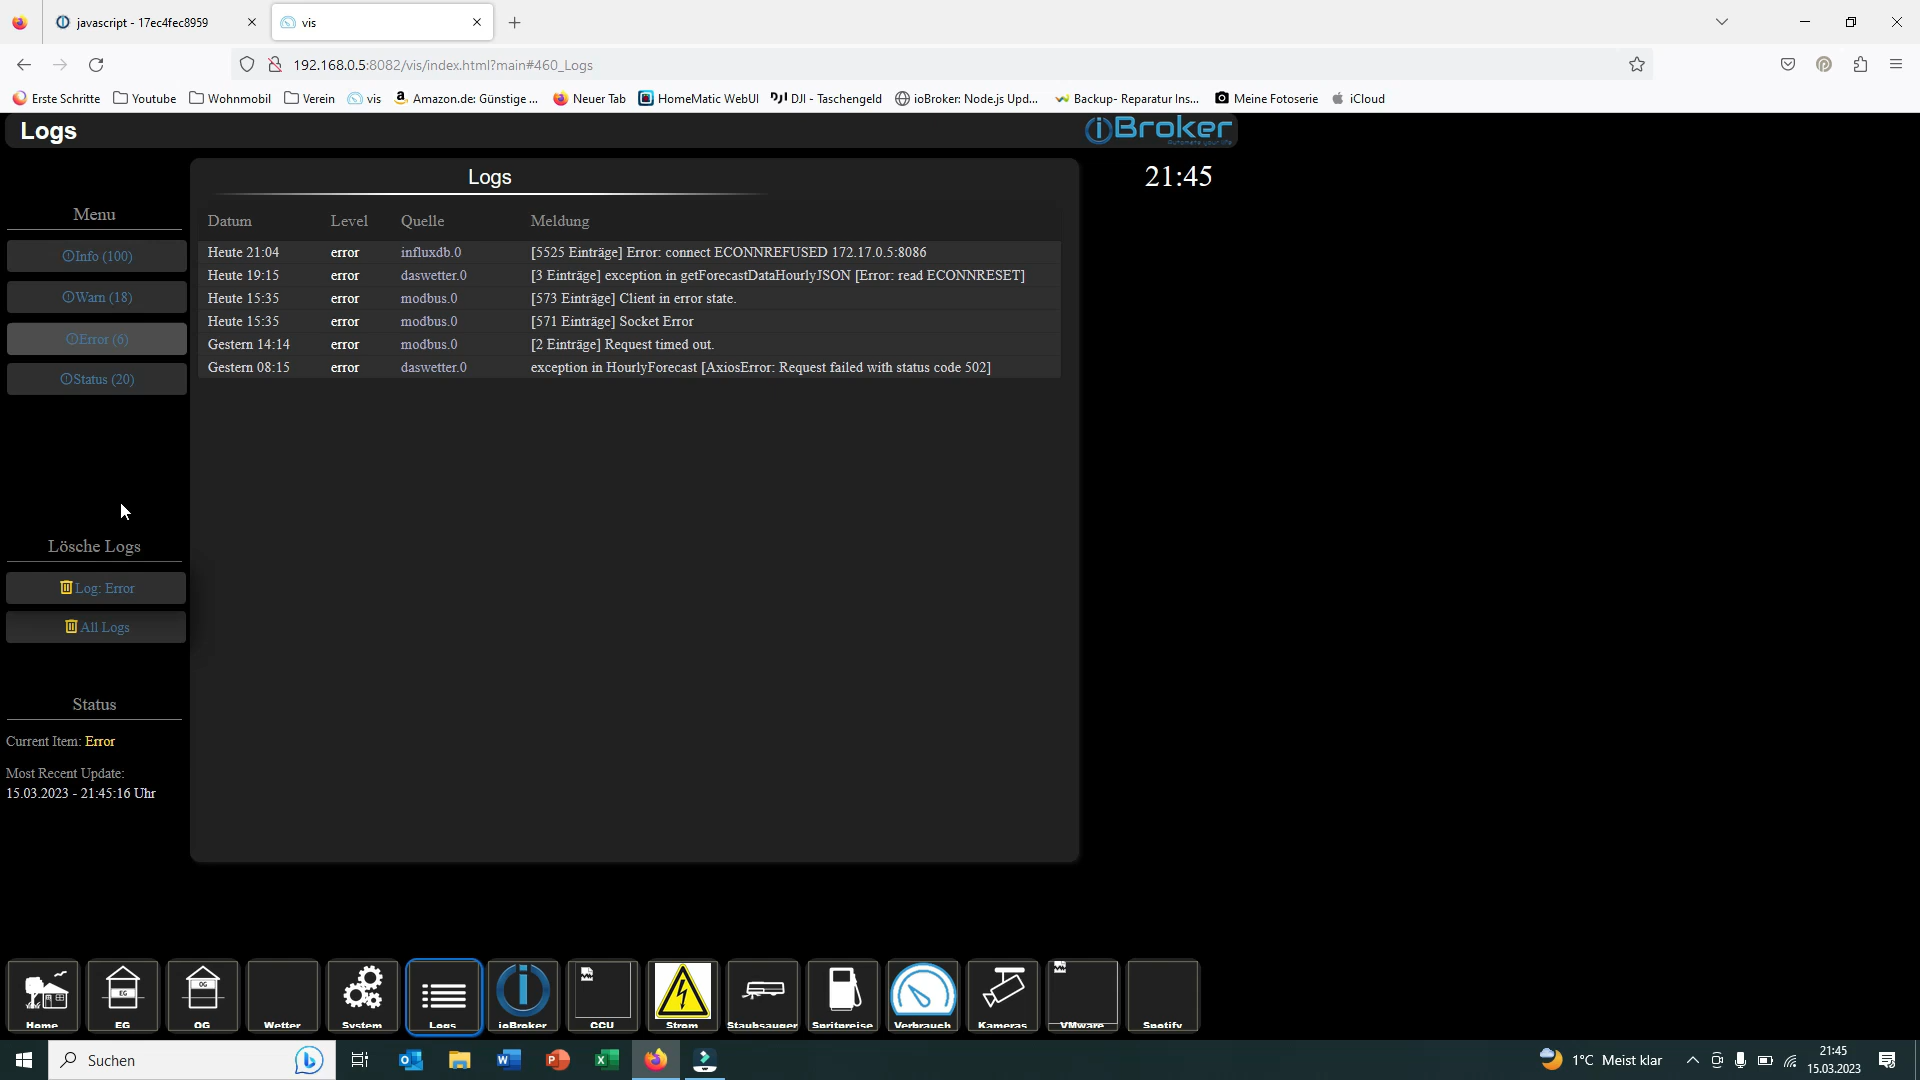 javascript - 17ec4fec8959
vis
192.168.0.5:8082/vis/index.html?main#460_Logs
Erste Schritte Youtube Wohnmobil Verein vis Amazon.de: Günstige ... Neuer Tab HomeMatic WebUI DJI - Taschengeld ioBroker: Node.js Upd... Backup- Reparatur Ins... Meine Fotoserie iCloud
Logs
iBroker
Automate your life
21:45
Logs
Menu
Datum Level Quelle Meldung
Info (100)
Warn (18)
Error (6)
Status (20)
Heute 21:04 error influxdb.0 [5525 Einträge] Error: connect ECONNREFUSED 172.17.0.5:8086
Heute 19:15 error daswetter.0 [3 Einträge] exception in getForecastDataHourlyJSON [Error: read ECONNRESET]
Heute 15:35 error modbus.0 [573 Einträge] Client in error state.
Heute 15:35 error modbus.0 [571 Einträge] Socket Error
Gestern 14:14 error modbus.0 [2 Einträge] Request timed out.
Gestern 08:15 error daswetter.0 exception in HourlyForecast [AxiosError: Request failed with status code 502]
Lösche Logs
Log: Error
All Logs
Status
Current Item: Error
Most Recent Update:
15.03.2023 - 21:45:16 Uhr
EG OG
Home EG OG Wetter System Logs ioBroker CCU Strom Staubsauger Spritpreise Verbrauch Kameras VMware Spotify
Suchen
1°C Meist klar
21:45
15.03.2023